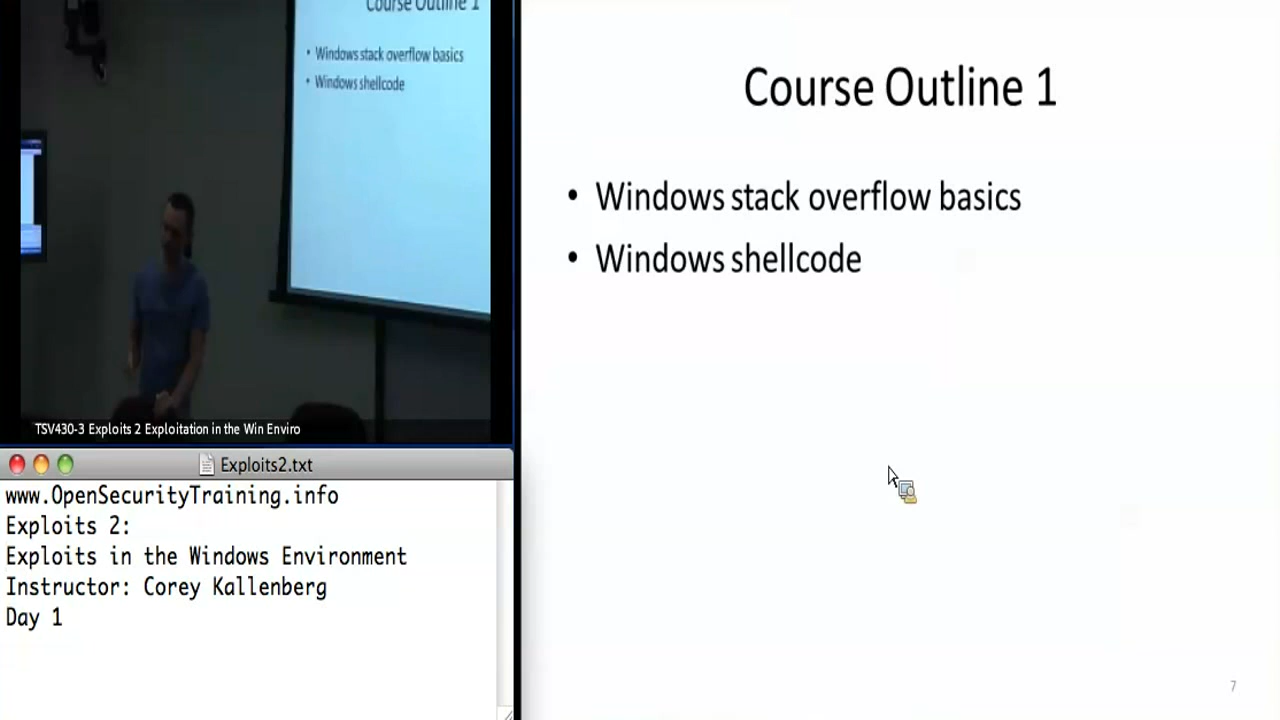 Course Outline 1
• Windows stack overflow basics
• Windows shellcode
TSV430-3 Exploits 2 Exploitation in the Win Enviro
Exploits2.txt
www.OpenSecurityTraining.info
Exploits 2:
Exploits in the Windows Environment
Instructor: Corey Kallenberg
Day 1
Course Outline 1
• Windows stack overflow basics
• Windows shellcode
7